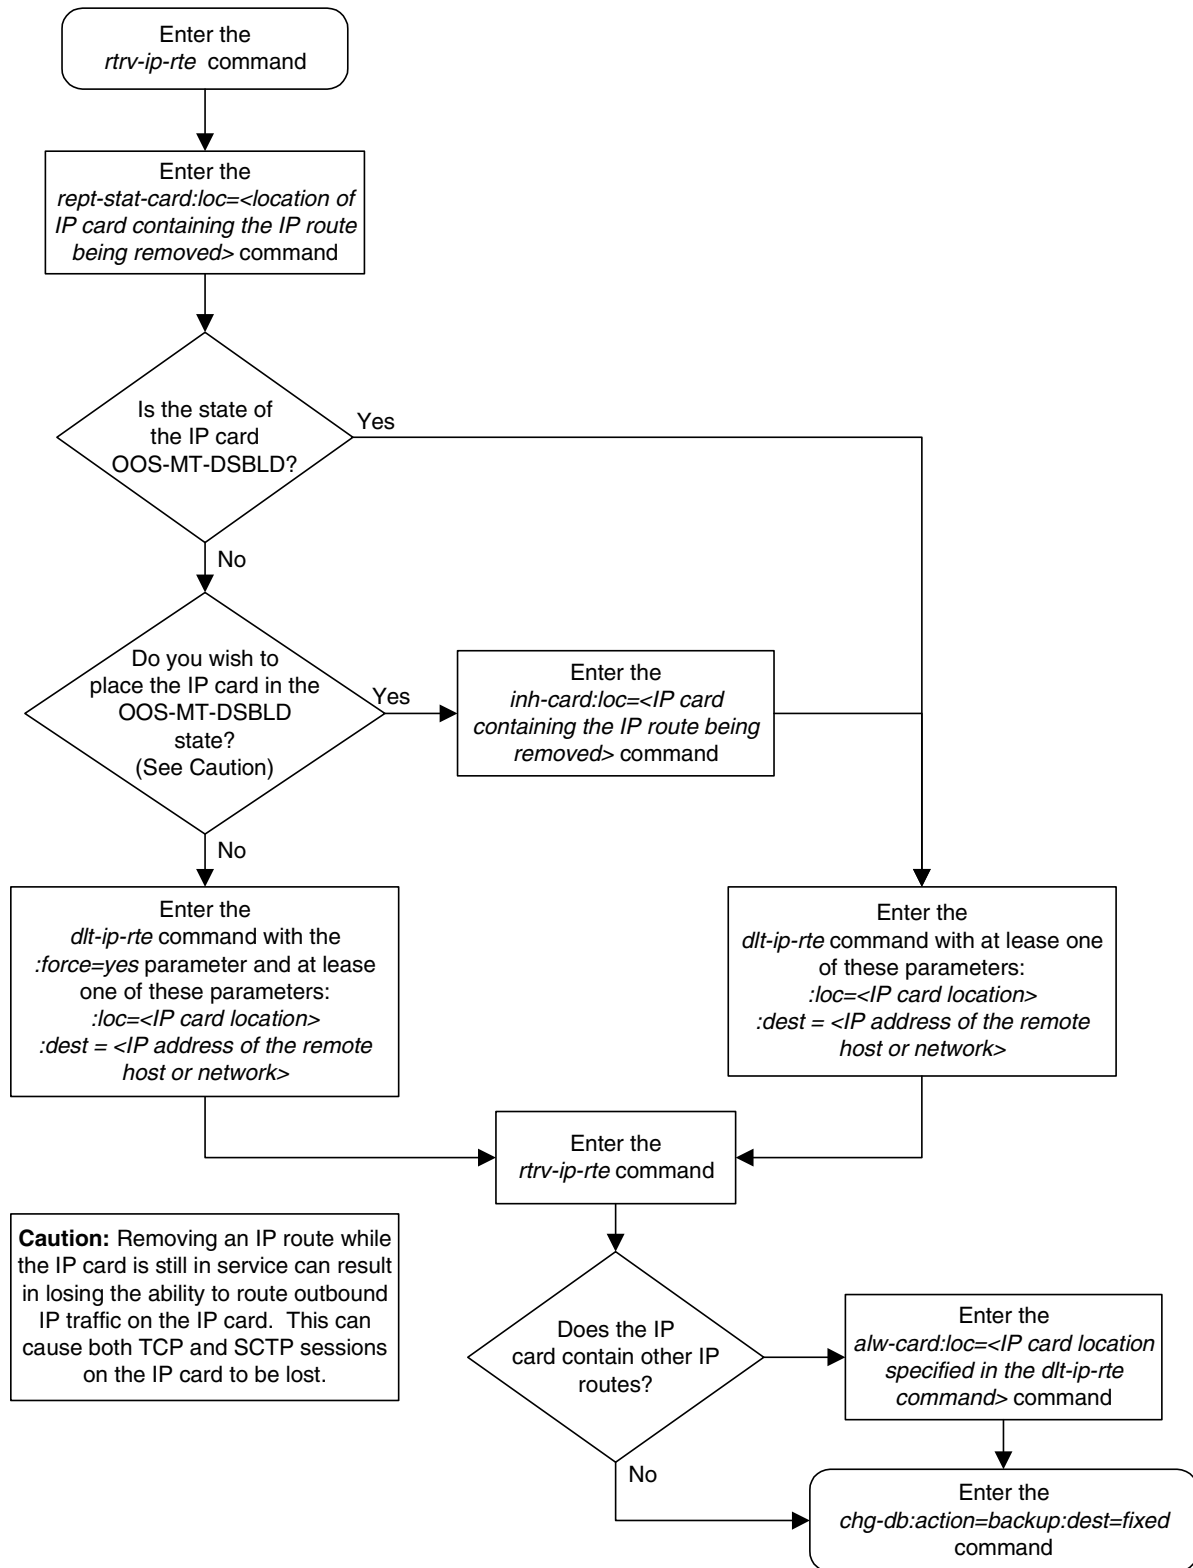 Enter the
rtrv-ip-rte command
Enter the
rept-stat-card:loc=<location of
IP card containing the IP route
being removed> command
Is the state of
the IP card
OOS-MT-DSBLD?
Yes
No
Do you wish to
place the IP card in the
OOS-MT-DSBLD
state?
(See Caution)
Yes
Enter the
inh-card:loc=<IP card
containing the IP route being
removed> command
No
Enter the
dlt-ip-rte command with the
:force=yes parameter and at lease
one of these parameters:
:loc=<IP card location>
:dest = <IP address of the remote
host or network>
Enter the
dlt-ip-rte command with at lease one
of these parameters:
:loc=<IP card location>
:dest = <IP address of the remote
host or network>
Enter the
rtrv-ip-rte command
Caution: Removing an IP route while
the IP card is still in service can result
in losing the ability to route outbound
IP traffic on the IP card. This can
cause both TCP and SCTP sessions
on the IP card to be lost.
Does the IP
card contain other IP
routes?
Enter the
alw-card:loc=<IP card location
specified in the dlt-ip-rte
command> command
No
Enter the
chg-db:action=backup:dest=fixed
command